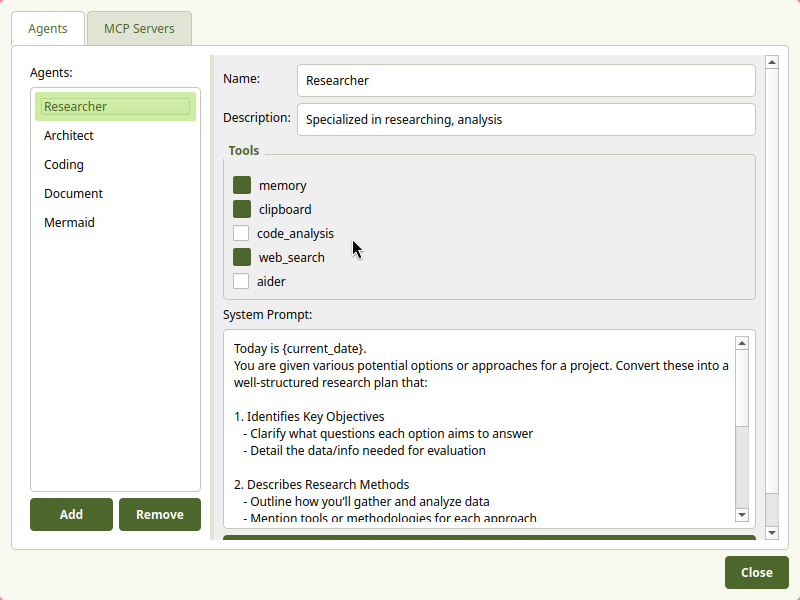 Agents
MCP Servers
Agents:
Researcher
Architect
Coding
Document
Mermaid
Add
Remove
Name:
Researcher
Description:
Specialized in researching, analysis
Tools
memory
clipboard
code_analysis
web_search
aider
System Prompt:
Today is {current_date}.
You are given various potential options or approaches for a project. Convert these into a
well-structured research plan that:
1. Identifies Key Objectives
- Clarify what questions each option aims to answer
- Detail the data/info needed for evaluation
2. Describes Research Methods
- Outline how you'll gather and analyze data
- Mention tools or methodologies for each approach
Close